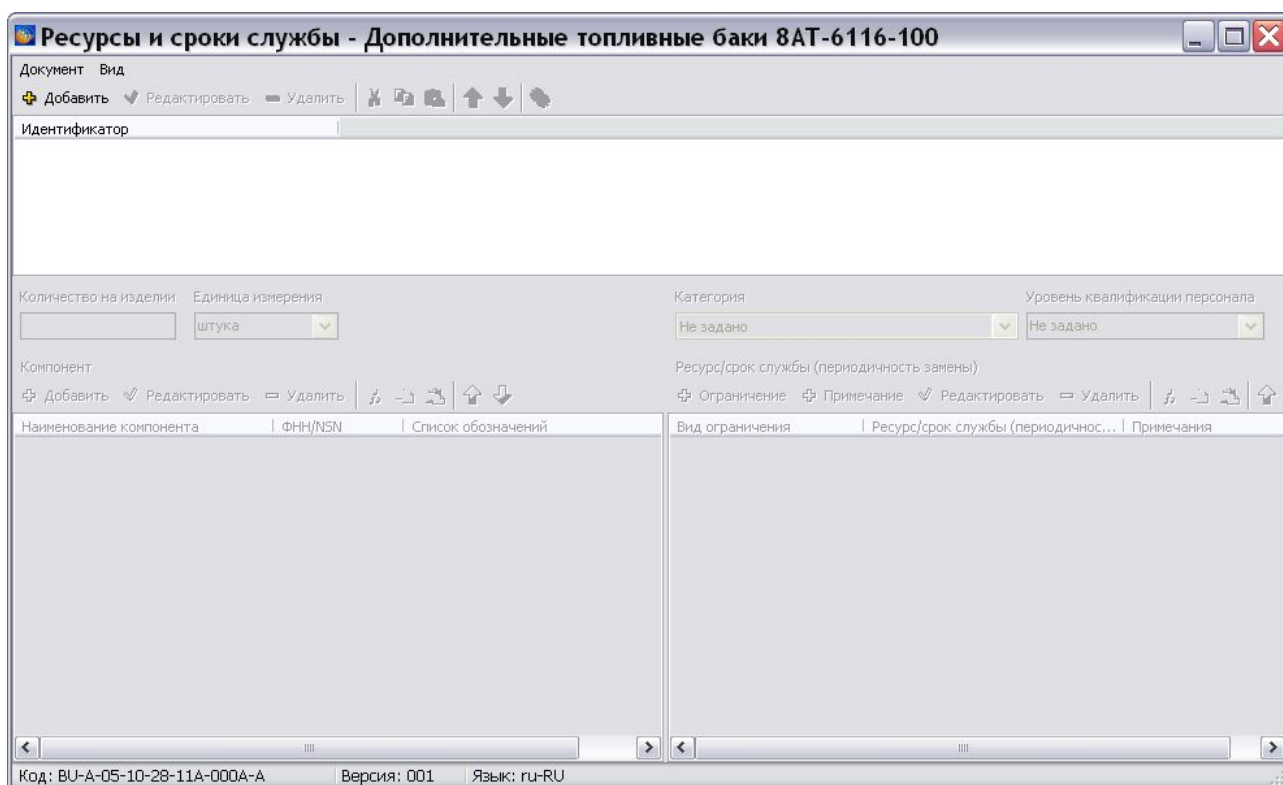 Ресурсы и сроки службы - Дополнительные топливные баки 8АТ-6116-100
Документ Вид
Добавить Редактировать Удалить
Идентификатор
Количество на изделии Единица измерения Категория Уровень квалификации персонала
штука Не задано Не задано
Компонент Ресурс/срок службы (периодичность замены)
Добавить Редактировать Удалить Ограничение Примечание Редактировать Удалить
Наименование компонента ФНН/NSN Список обозначений Вид ограничения Ресурс/срок службы (периодичнос... Примечания
Код: BU-A-05-10-28-11A-000A-A Версия: 001 Язык: ru-RU